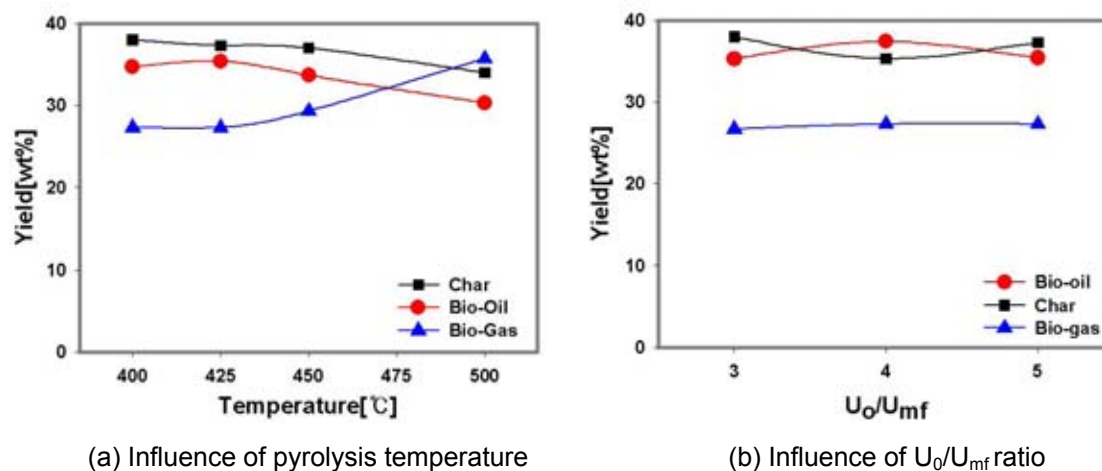 40
30
20
10
0
Yield[wt%]
Char
Bio-Oil
Bio-Gas
400 425 450 475 500
Temperature[℃]
(a) Influence of pyrolysis temperature
40
30
20
10
0
Yield[wt%]
Bio-oil
Char
Bio-gas
3 4 5
U₀/Umf
(b) Influence of U₀/Umf ratio